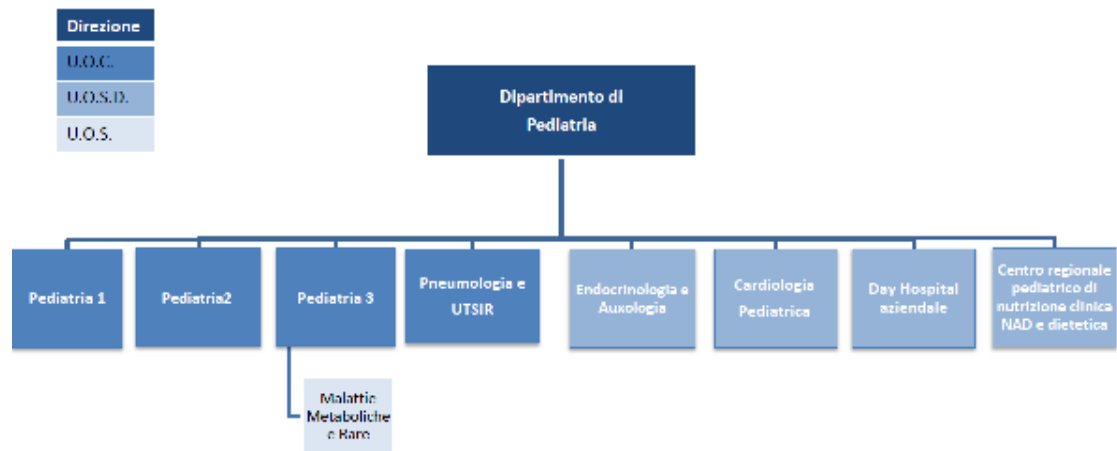 Direzione
U.O.C.
U.O.S.D.
U.O.S.
Dipartimento di
Pediatria
Pediatria 1
Pediatria2
Pediatria 3
Pneumologia e
UTSIR
Endocrinologia e
Auxologia
Cardiologia
Pediatrica
Day Hospital
aziendale
Centro regionale
pediatrico di
nutrizione clinica
NAD e dietetica
Malattie
Metaboliche
e Rare